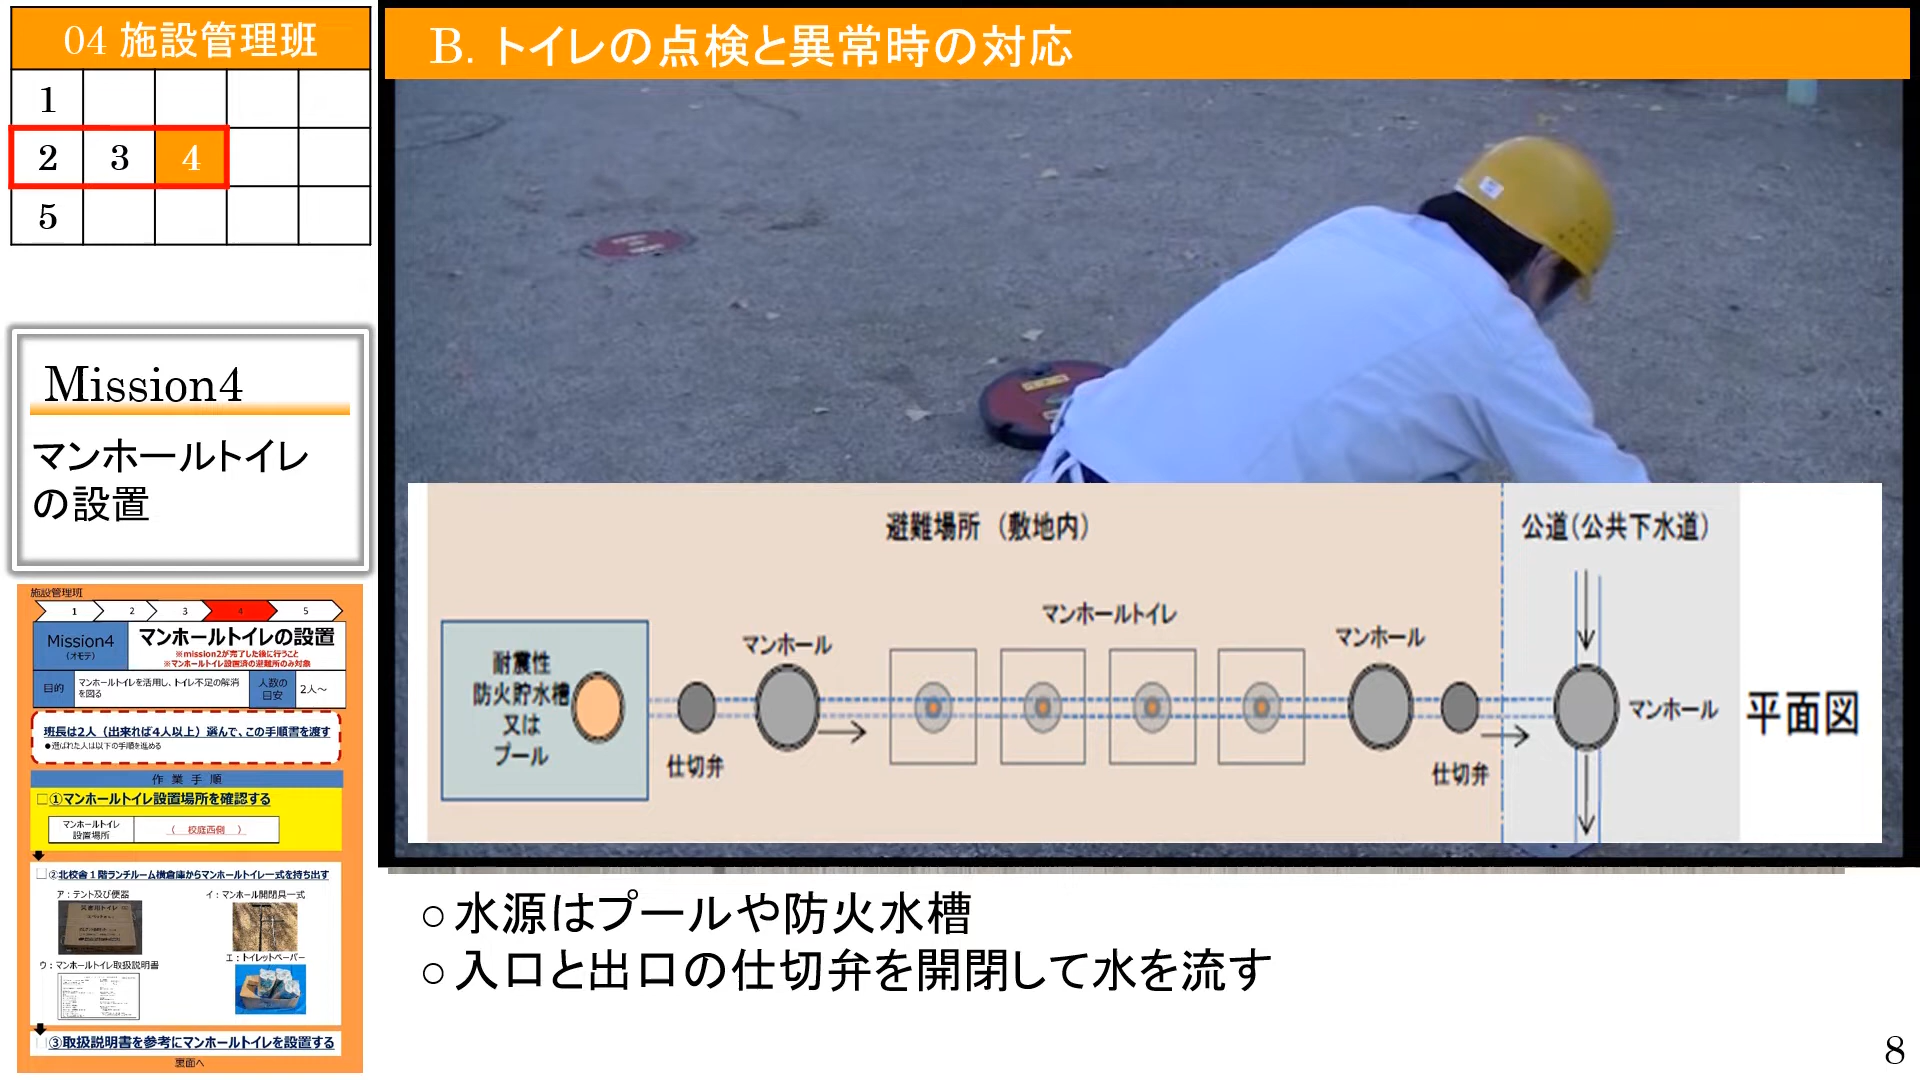 04 施設管理班
1
2 3 4
5
Mission4
マンホールトイレ
の設置
施設管理班
1 2 3 4 5
Mission4
(オモテ)
マンホールトイレの設置
※mission2が完了した後に行うこと
※マンホールトイレ設置済の避難所のみ対象
目的
マンホールトイレを活用し、トイレ不足の解消
を図る
人数の
目安
2人～
班長は2人（出来れば4人以上）選んで、この手順書を渡す
●選ばれた人は以下の手順を進める
作業手順
□①マンホールトイレ設置場所を確認する
マンホールトイレ
設置場所
（ 校庭西側 ）
□②北校舎１階ランチルーム横倉庫からマンホールトイレ一式を持ち出す
ア：テント及び便器
イ：マンホール開閉具一式
ウ：マンホールトイレ取扱説明書
エ：トイレットペーパー
□③取扱説明書を参考にマンホールトイレを設置する
裏面へ
B. トイレの点検と異常時の対応
避難場所（敷地内）
公道(公共下水道)
耐震性
防火貯水槽
又は
プール
仕切弁
マンホール
マンホールトイレ
マンホール
仕切弁
マンホール
平面図
○水源はプールや防火水槽
○入口と出口の仕切弁を開閉して水を流す
8